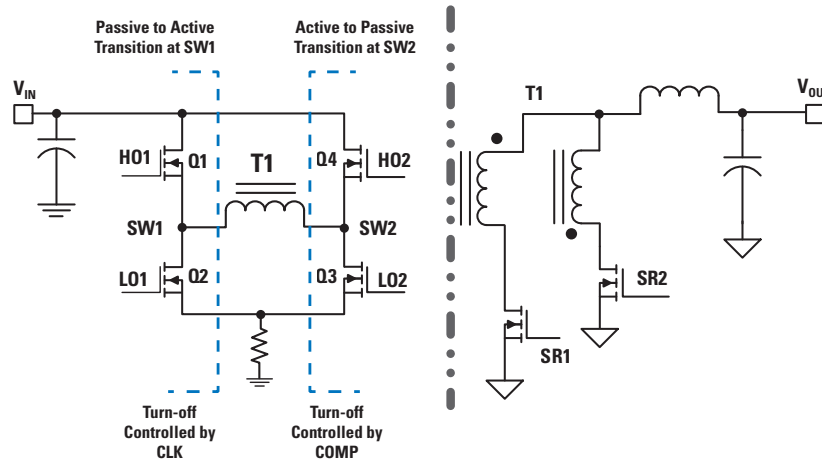 Passive to Active
Transition at SW1
Active to Passive
Transition at SW2
VIN
T1
VOUT
HO1
Q1
T1
Q4
HO2
SW1
SW2
LO1
Q2
Q3
LO2
SR2
SR1
Turn-off
Controlled by
CLK
Turn-off
Controlled by
COMP